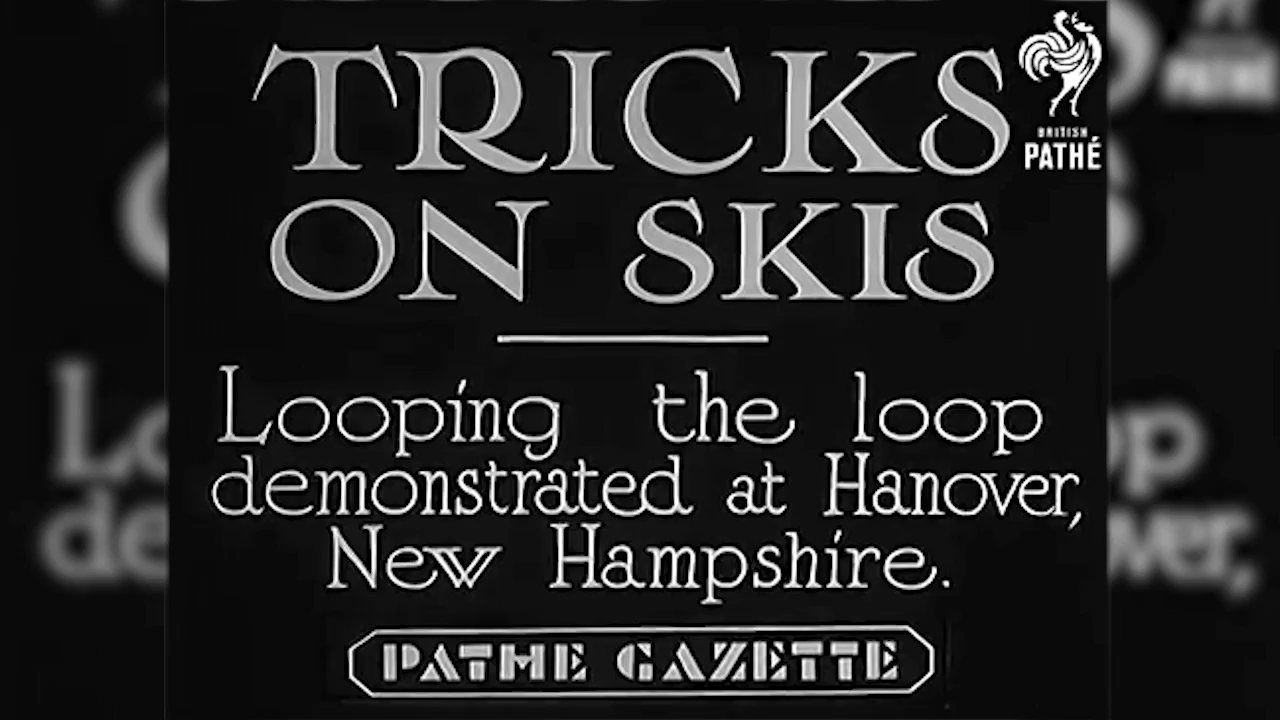 TRICKS
ON SKIS
BRITISH
PATHÉ
Looping the loop
demonstrated at Hanover,
New Hampshire.
PATHE GAZETTE